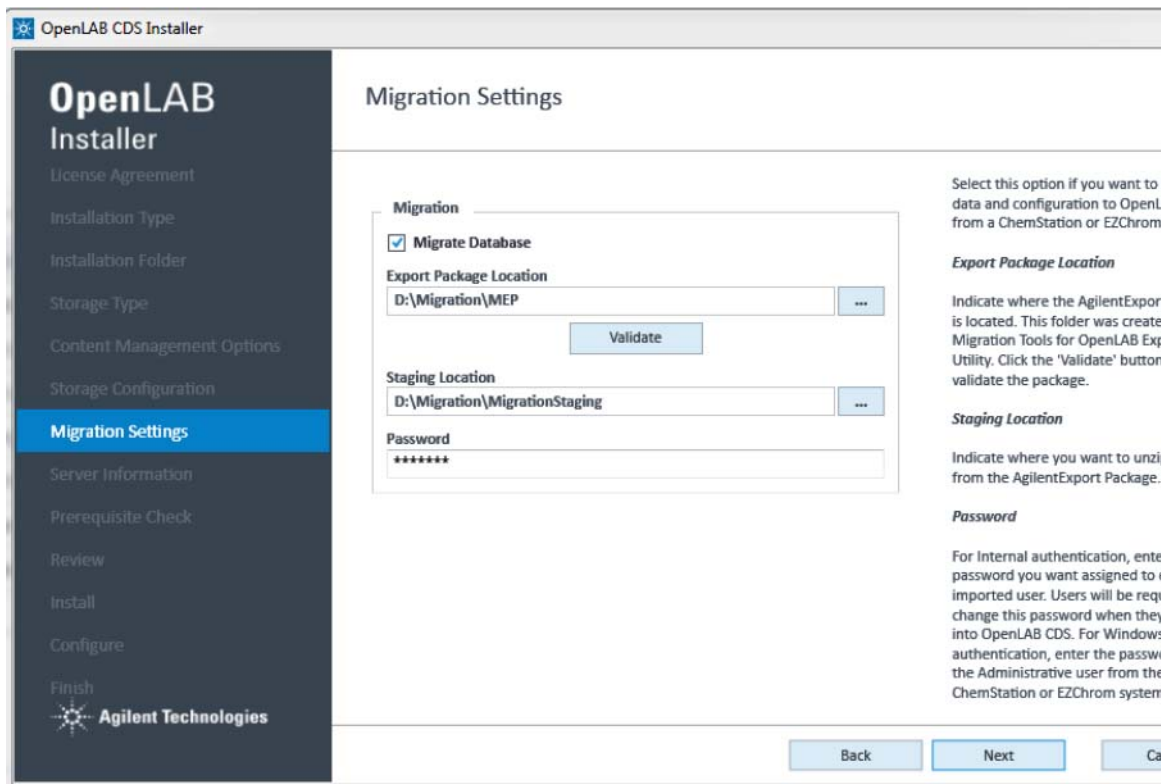 OpenLAB CDS Installer
OpenLAB
Installer
License Agreement
Installation Type
Installation Folder
Storage Type
Content Management Options
Storage Configuration
Migration Settings
Server Information
Prerequisite Check
Review
Install
Configure
Finish
Agilent Technologies
Migration Settings
Migration
Migrate Database
Export Package Location
D:\Migration\MEP
...
Validate
Staging Location
D:\Migration\MigrationStaging
...
Password
*******
Select this option if you want to
data and configuration to OpenL
from a ChemStation or EZChrom
Export Package Location
Indicate where the AgilentExpor
is located. This folder was create
Migration Tools for OpenLAB Exp
Utility. Click the 'Validate' button
validate the package.
Staging Location
Indicate where you want to unzi
from the AgilentExport Package.
Password
For Internal authentication, ente
password you want assigned to
imported user. Users will be requ
change this password when they
into OpenLAB CDS. For Windows
authentication, enter the passwo
the Administrative user from the
ChemStation or EZChrom system
Back
Next
Ca